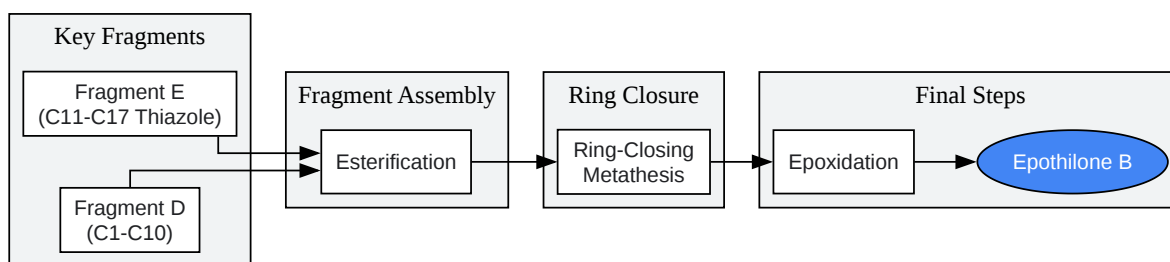 Key Fragments
Fragment E
(C11-C17 Thiazole)
Fragment D
(C1-C10)
Fragment Assembly
Esterification
Ring Closure
Ring-Closing
Metathesis
Final Steps
Epoxidation
Epothilone B